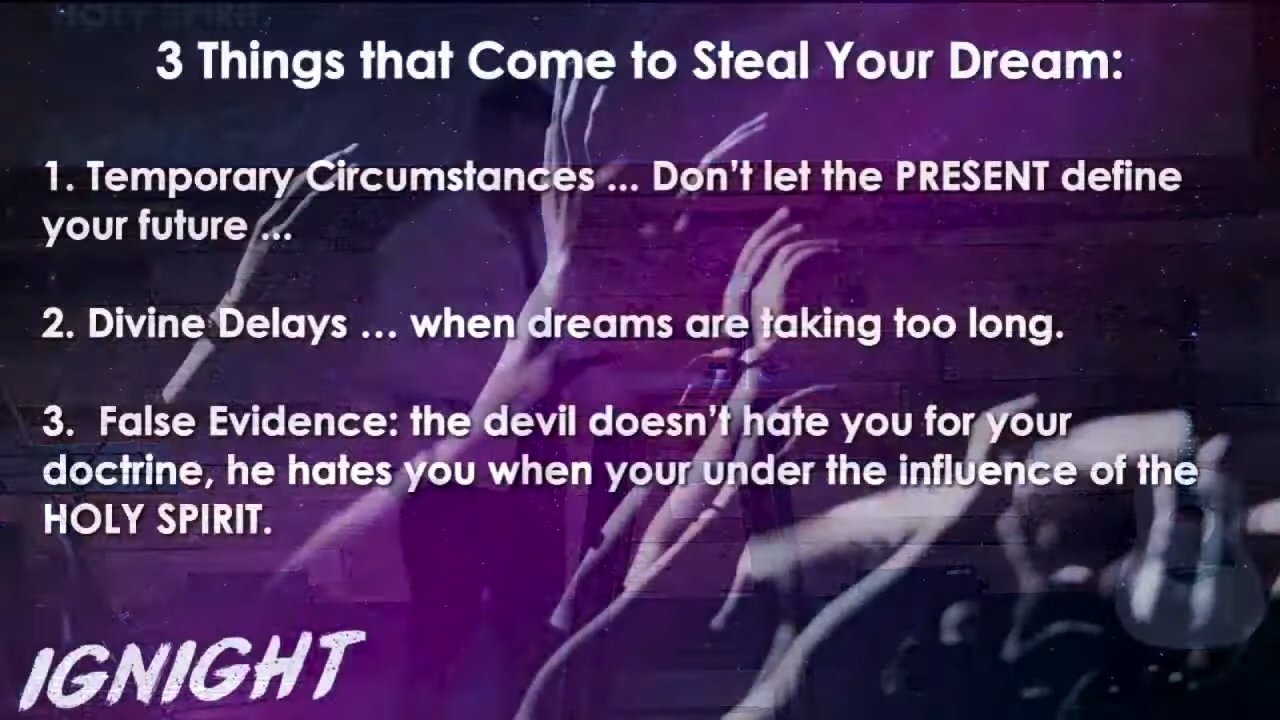 HOLY SPIRIT.
3 Things that Come to Steal Your Dream:
1. Temporary Circumstances ... Don't let the PRESENT define
your future ...
2. Divine Delays ... when dreams are taking too long.
3.  False Evidence: the devil doesn't hate you for your
doctrine, he hates you when your under the influence of the
HOLY SPIRIT.
IGNIGHT